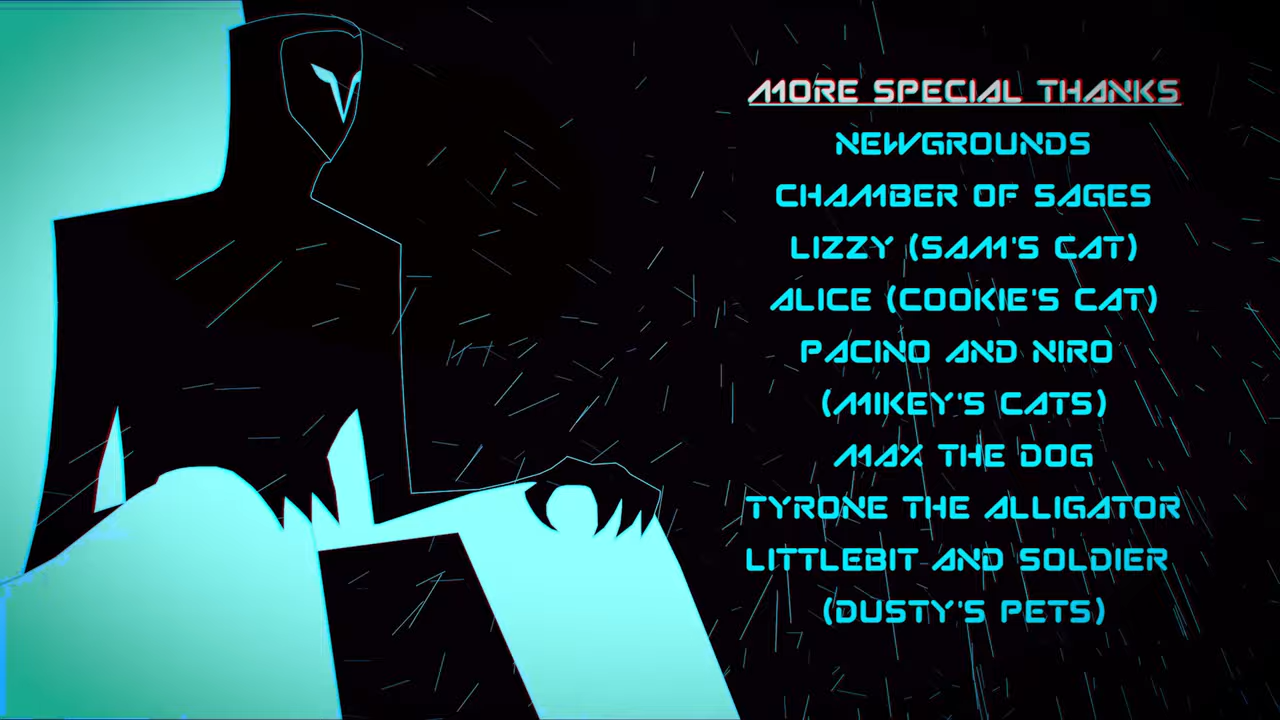 MORE SPECIAL THANKS
NEWGROUNDS
CHAMBER OF SAGES
LIZZY (SAM'S CAT)
ALICE (COOKIE'S CAT)
PACINO AND NIRO
(MIKEY'S CATS)
MAX THE DOG
TYRONE THE ALLIGATOR
LITTLEBIT AND SOLDIER
(DUSTY'S PETS)